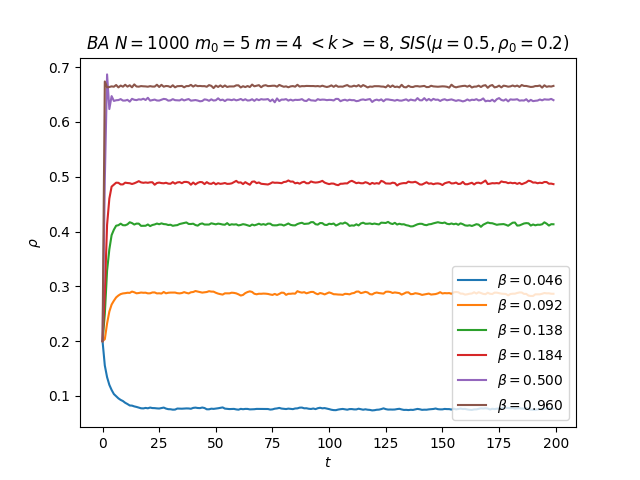 BA N = 1000 m₀ = 5 m = 4 < k > = 8, SIS(μ = 0.5, ρ₀ = 0.2)
0.7
0.6
0.5
0.4
0.3
0.2
0.1
ρ
β = 0.046
β = 0.092
β = 0.138
β = 0.184
β = 0.500
β = 0.960
0 25 50 75 100 125 150 175 200
t